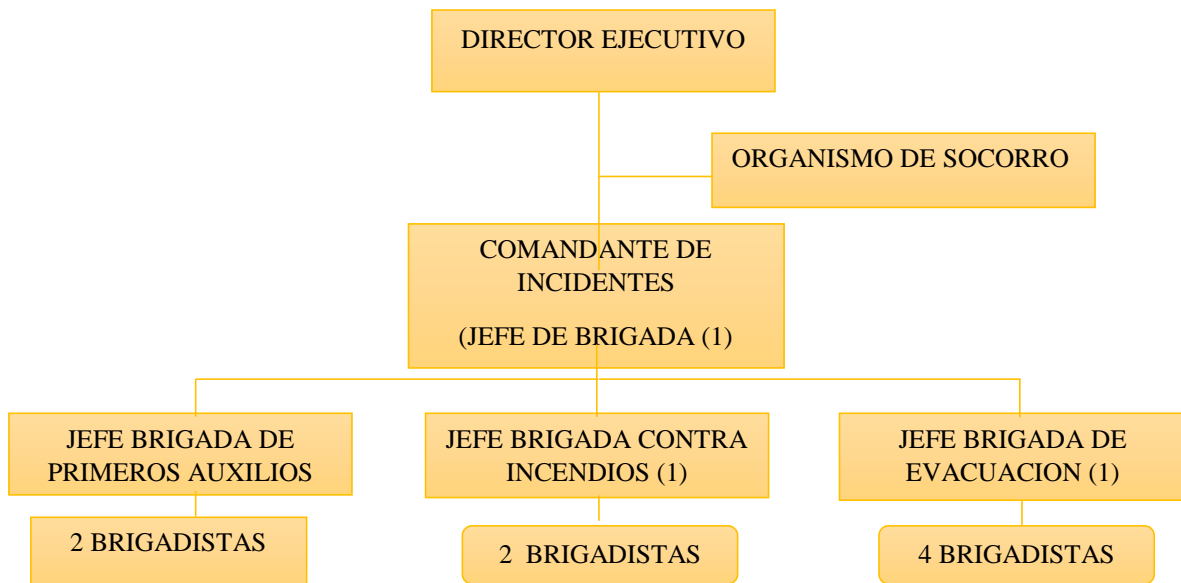 DIRECTOR EJECUTIVO
ORGANISMO DE SOCORRO
COMANDANTE DE
INCIDENTES
(JEFE DE BRIGADA (1)
JEFE BRIGADA DE
PRIMEROS AUXILIOS
JEFE BRIGADA CONTRA
INCENDIOS (1)
JEFE BRIGADA DE
EVACUACION (1)
2 BRIGADISTAS
2 BRIGADISTAS
4 BRIGADISTAS